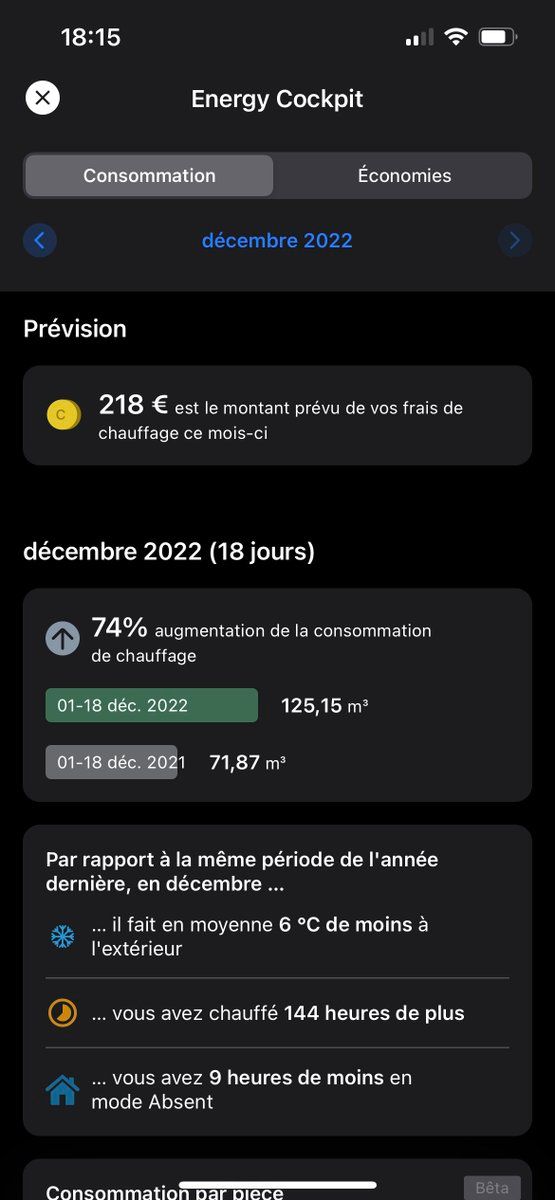 18:15
Energy Cockpit
Consommation
Économies
décembre 2022
Prévision
C
218 € est le montant prévu de vos frais de
chauffage ce mois-ci
décembre 2022 (18 jours)
74% augmentation de la consommation
de chauffage
01-18 déc. 2022
125,15 m³
01-18 déc. 2021
71,87 m³
Par rapport à la même période de l'année
dernière, en décembre ...
... il fait en moyenne 6 °C de moins à
l'extérieur
... vous avez chauffé 144 heures de plus
... vous avez 9 heures de moins en
mode Absent
Consommation par pièce
Bêta